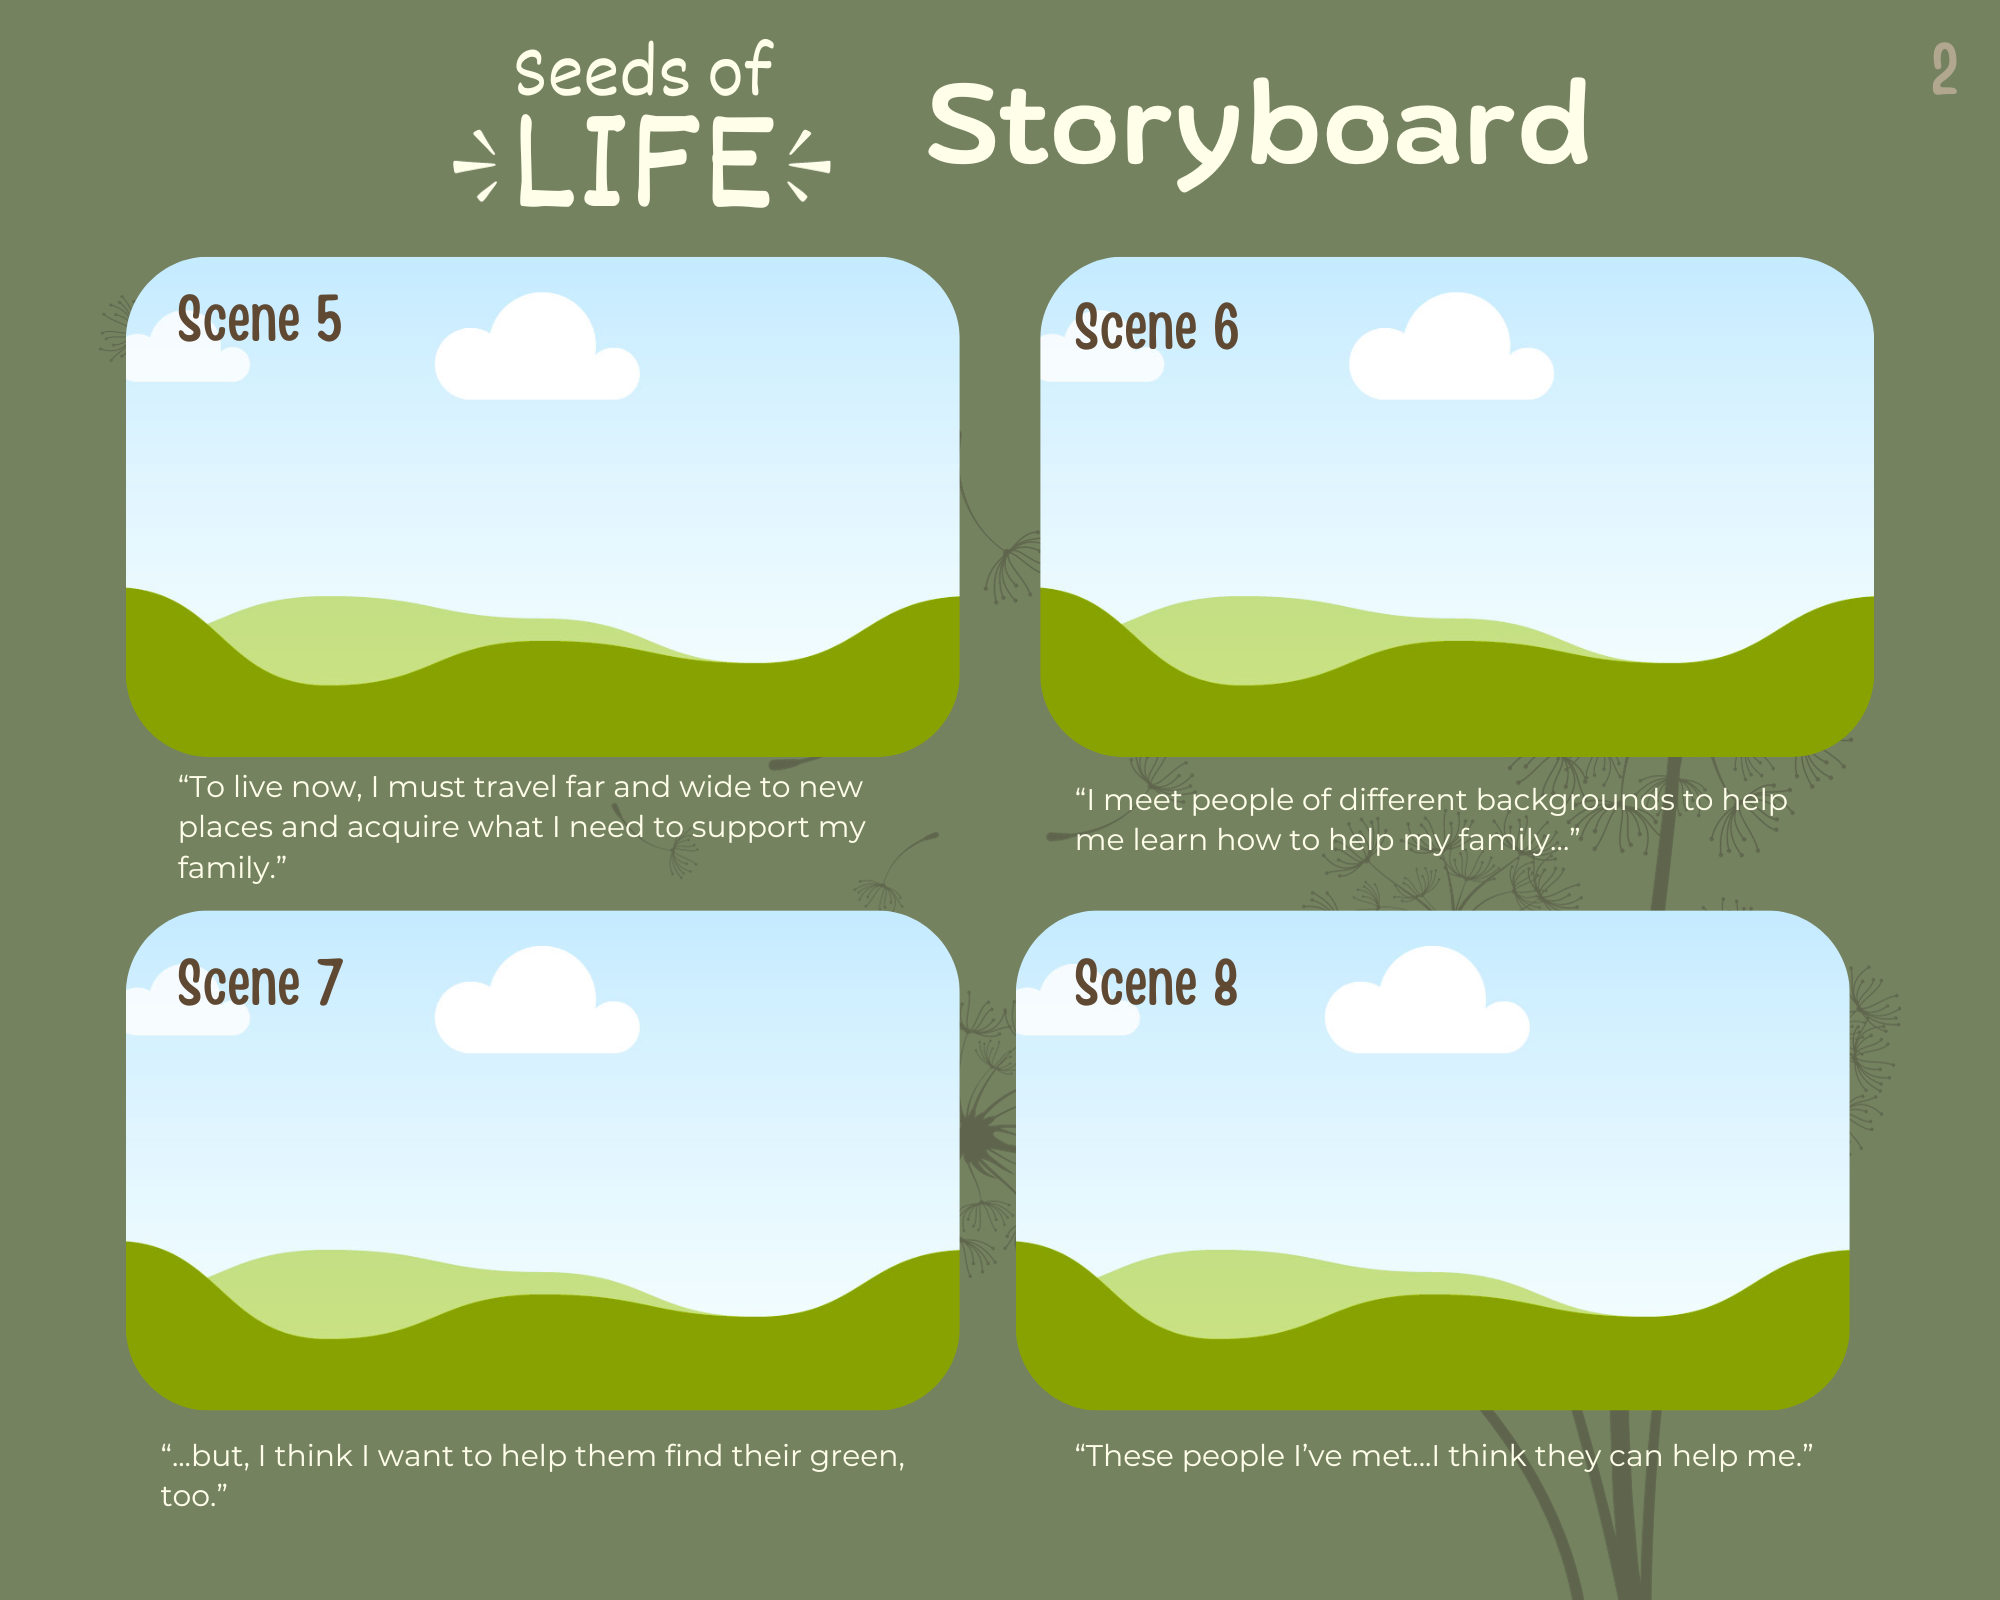 Seeds of
LIFE
Storyboard
2
Scene 5
Scene 6
“To live now, I must travel far and wide to new
places and acquire what I need to support my
family.”
“I meet people of different backgrounds to help
me learn how to help my family...”
Scene 7
Scene 8
“...but, I think I want to help them find their green,
too.”
“These people I’ve met...I think they can help me.”